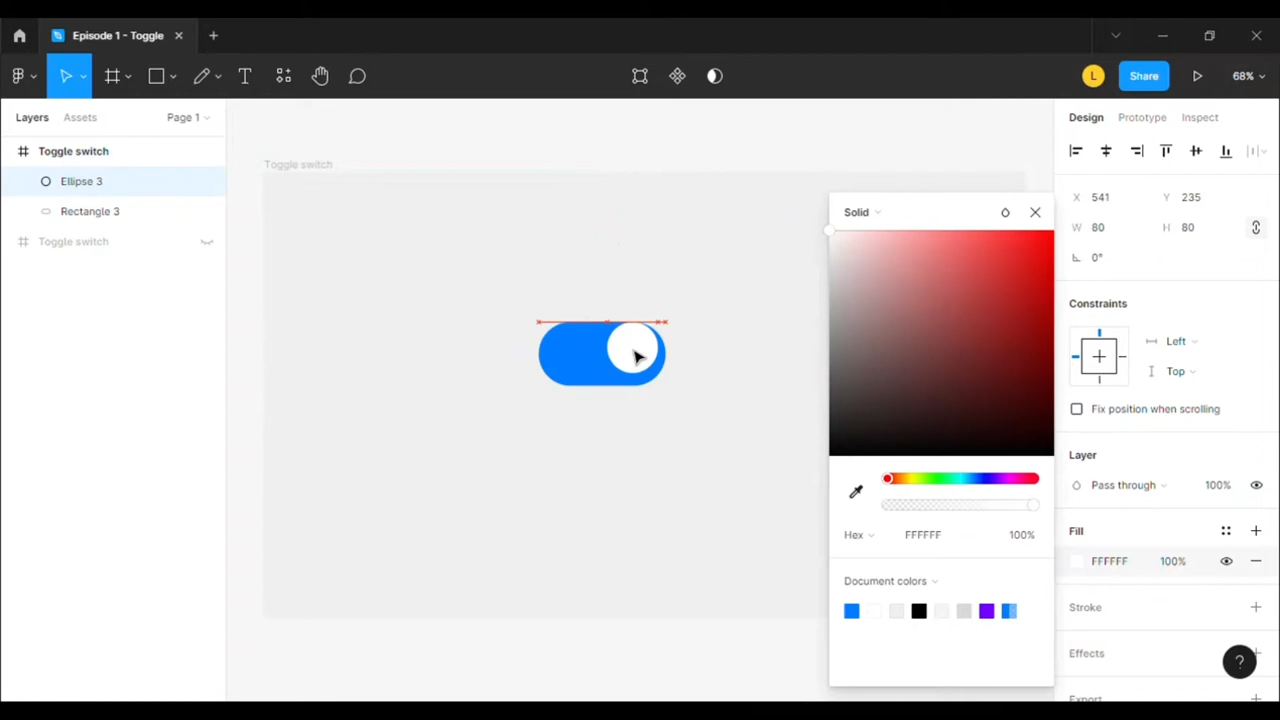 Episode 1 - Toggle
L
Share
68%
Layers
Assets
Page 1
Toggle switch
Ellipse 3
Rectangle 3
Toggle switch
Toggle switch
Solid
Hex
FFFFFF
100%
Document colors
Design
Prototype
Inspect
X
541
Y
235
W
80
H
80
0°
Constraints
Left
Top
Fix position when scrolling
Layer
Pass through
100%
Fill
FFFFFF
100%
Stroke
Effects
?